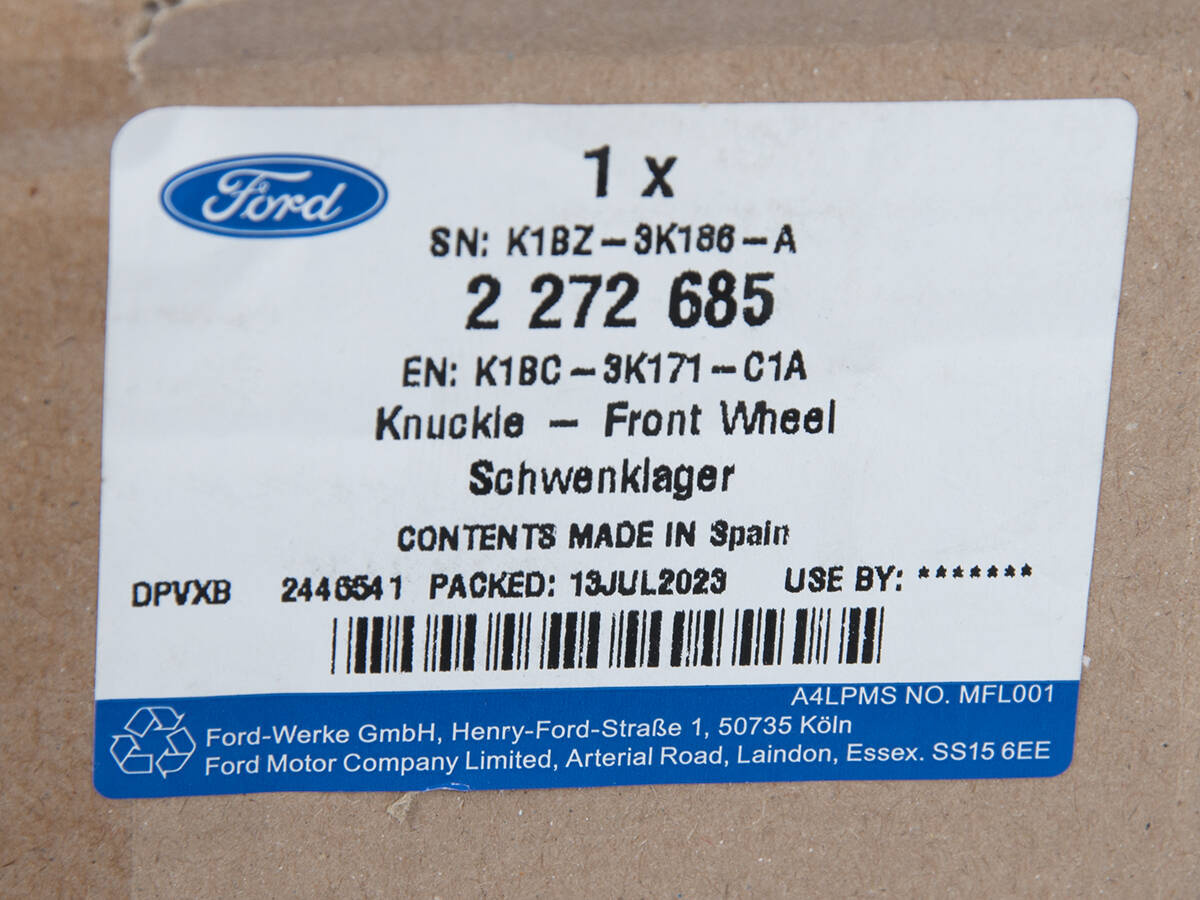 Ford
1 x
SN: K1BZ-3K186-A
2 272 685
EN: K1BC-3K171-C1A
Knuckle - Front Wheel
Schwenklager
CONTENTS MADE IN Spain
DPVXB 2446541 PACKED: 13JUL2023 USE BY: *******
A4LPMS NO. MFL001
Ford-Werke GmbH, Henry-Ford-Straße 1, 50735 Köln
Ford Motor Company Limited, Arterial Road, Laindon, Essex. SS15 6EE